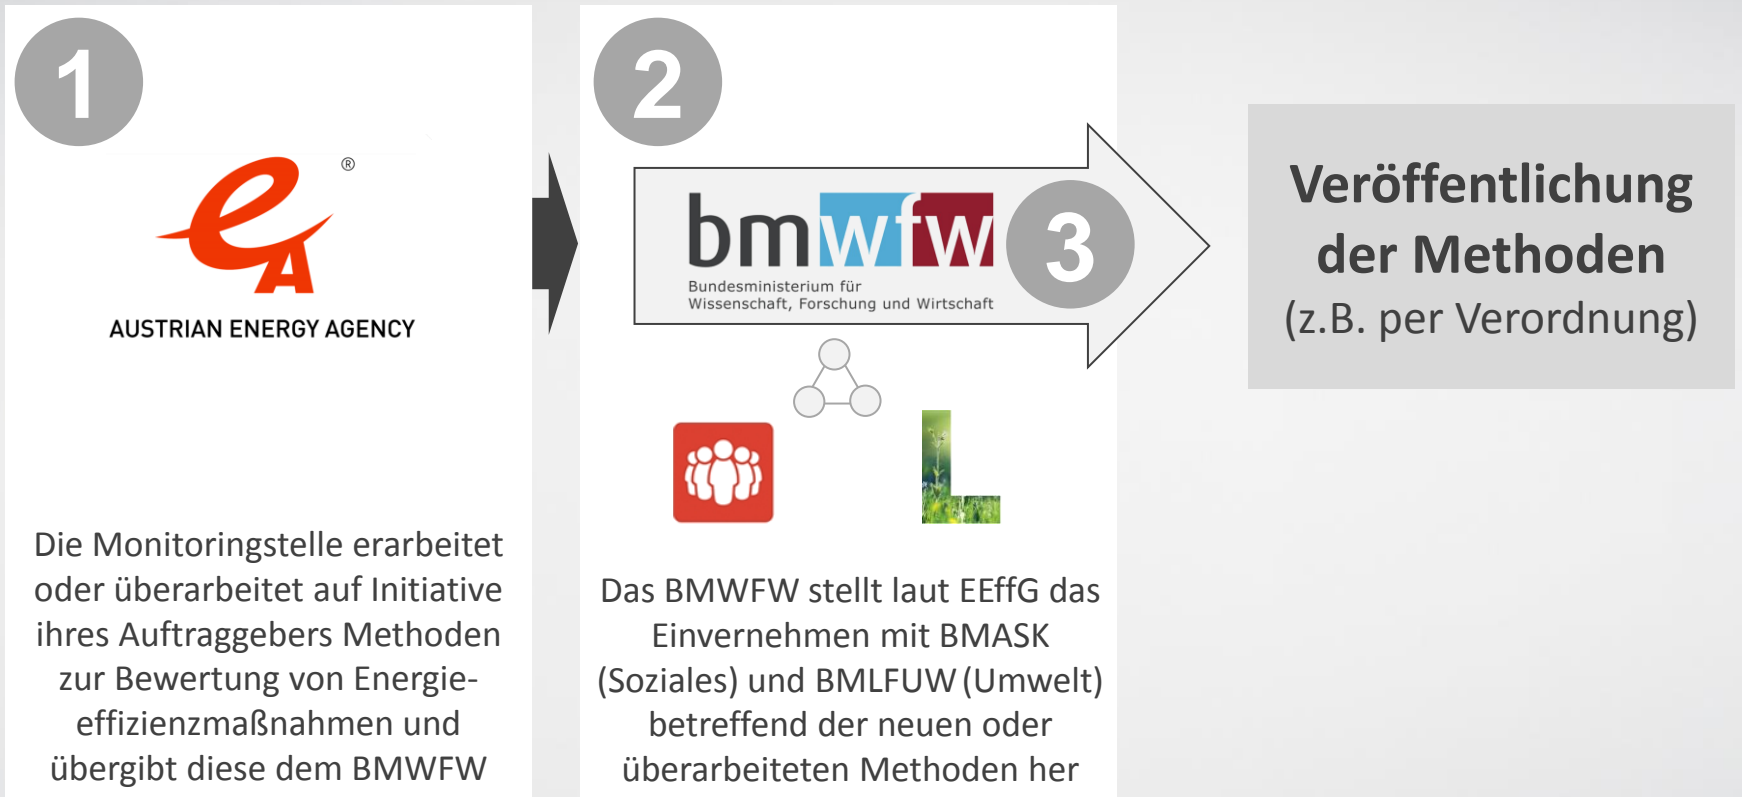 1
®
AUSTRIAN ENERGY AGENCY
Die Monitoringstelle erarbeitet
oder überarbeitet auf Initiative
ihres Auftraggebers Methoden
zur Bewertung von Energie-
effizienzmaßnahmen und
übergibt diese dem BMWFW
2
bmwfw
Bundesministerium für
Wissenschaft, Forschung und Wirtschaft
3
Das BMWFW stellt laut EEffG das
Einvernehmen mit BMASK
(Soziales) und BMLFUW (Umwelt)
betreffend der neuen oder
überarbeiteten Methoden her
Veröffentlichung
der Methoden
(z.B. per Verordnung)